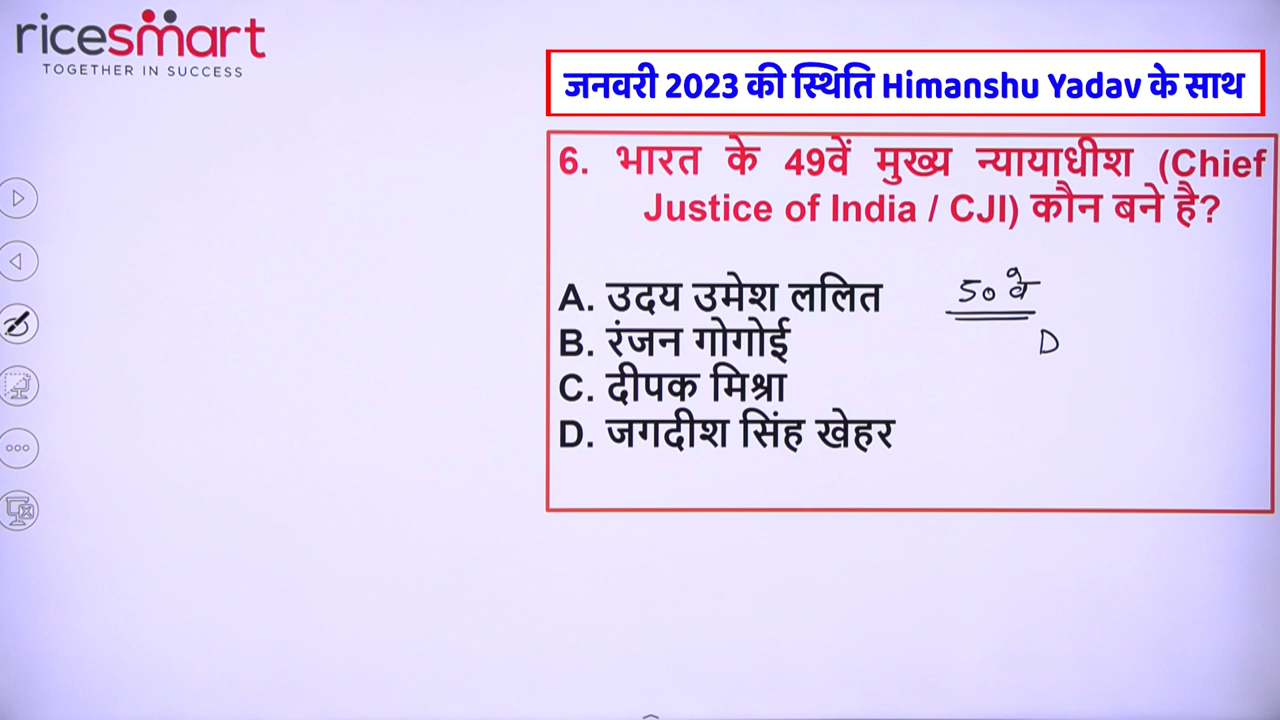 ricesmart
TOGETHER IN SUCCESS
जनवरी 2023 की स्थिति Himanshu Yadav के साथ
6. भारत के 49वें मुख्य न्यायाधीश (Chief
Justice of India / CJI) कौन बने है?
A. उदय उमेश ललित
B. रंजन गोगोई
C. दीपक मिश्रा
D. जगदीश सिंह खेहर
50 वे
D